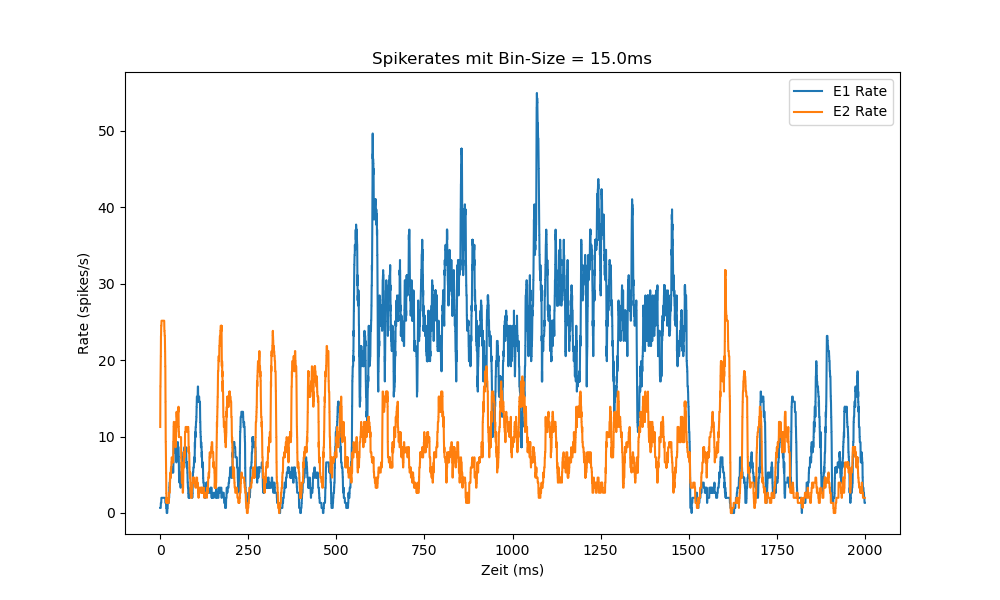 Spikerates mit Bin-Size = 15.0ms
E1 Rate
E2 Rate
Rate (spikes/s)
50
40
30
20
10
0
0 250 500 750 1000 1250 1500 1750 2000
Zeit (ms)